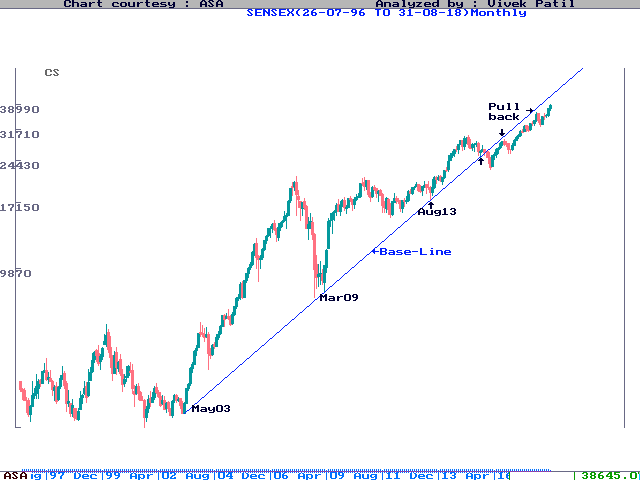 Chart courtesy : ASA Analyzed by : Vivek Patil
SENSEX(26-07-96 TO 31-08-18)Monthly
CS
38990
31710
24430
17150
9870
Pull
back
Aug13
←Base-Line
Mar09
May03
ASA ug|97 Dec|99 Apr|02 Aug|04 Dec|06 Apr|09 Aug|11 Dec|13 Apr|16
38645.0